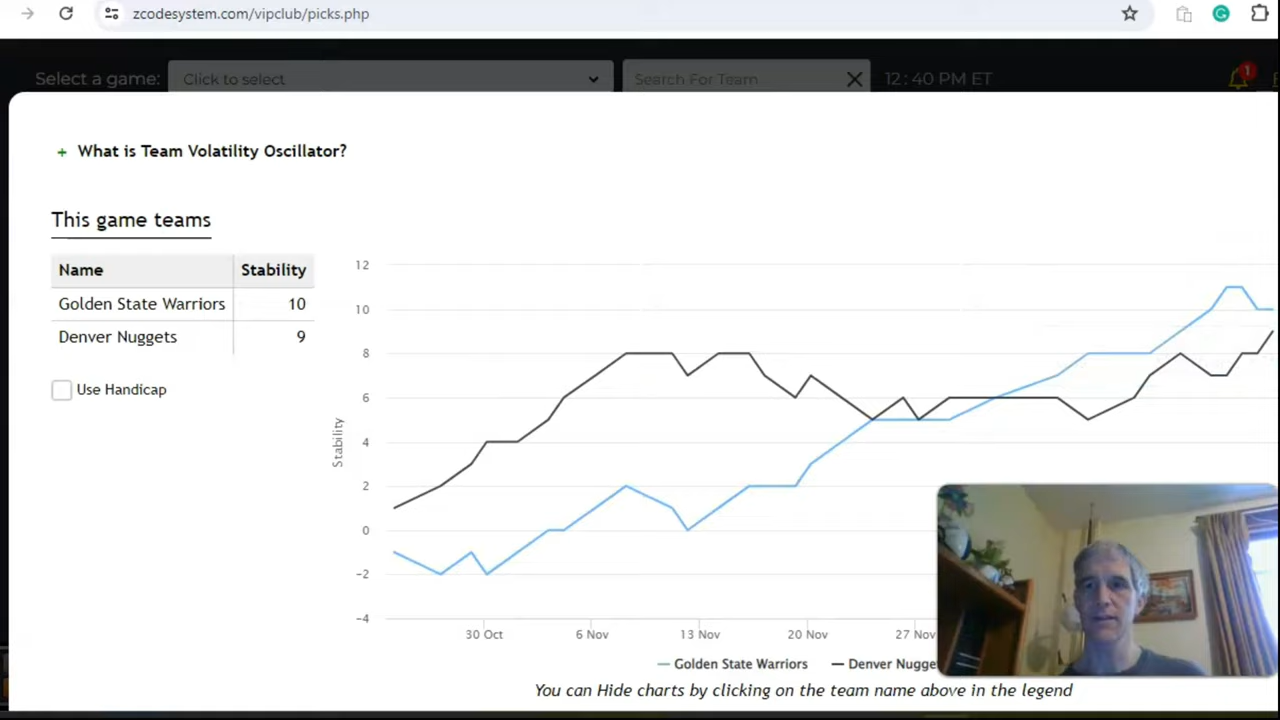 zcodesystem.com/vipclub/picks.php
Select a game: Click to select Search For Team... 12:40 PM ET 1
+ What is Team Volatility Oscillator?
This game teams
Name Stability
Golden State Warriors 10
Denver Nuggets 9
Use Handicap
Stability
12
10
8
6
4
2
0
-2
-4
30 Oct 6 Nov 13 Nov 20 Nov 27 Nov
Golden State Warriors Denver Nugge
You can Hide charts by clicking on the team name above in the legend